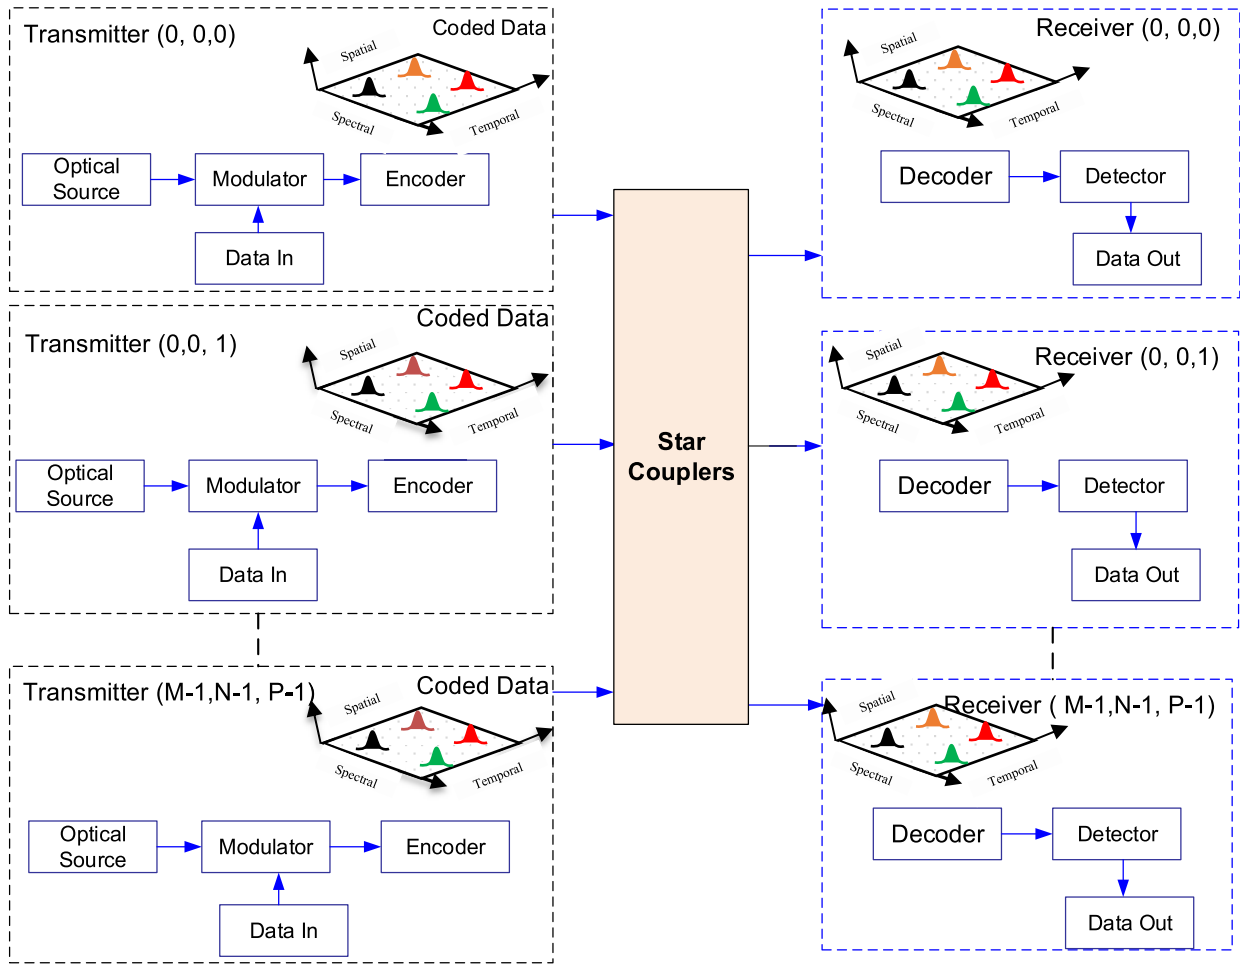 Transmitter (0, 0,0)
Coded Data
Spatial
Spectral
Temporal
Optical
Source
Modulator
Encoder
Data In
Transmitter (0,0, 1)
Coded Data
Spatial
Spectral
Temporal
Optical
Source
Modulator
Encoder
Data In
Transmitter (M-1,N-1, P-1)
Coded Data
Spatial
Spectral
Temporal
Optical
Source
Modulator
Encoder
Data In
Star
Couplers
Receiver (0, 0,0)
Spatial
Spectral
Temporal
Decoder
Detector
Data Out
Receiver (0, 0,1)
Spatial
Spectral
Temporal
Decoder
Detector
Data Out
Receiver ( M-1,N-1, P-1)
Spatial
Spectral
Temporal
Decoder
Detector
Data Out